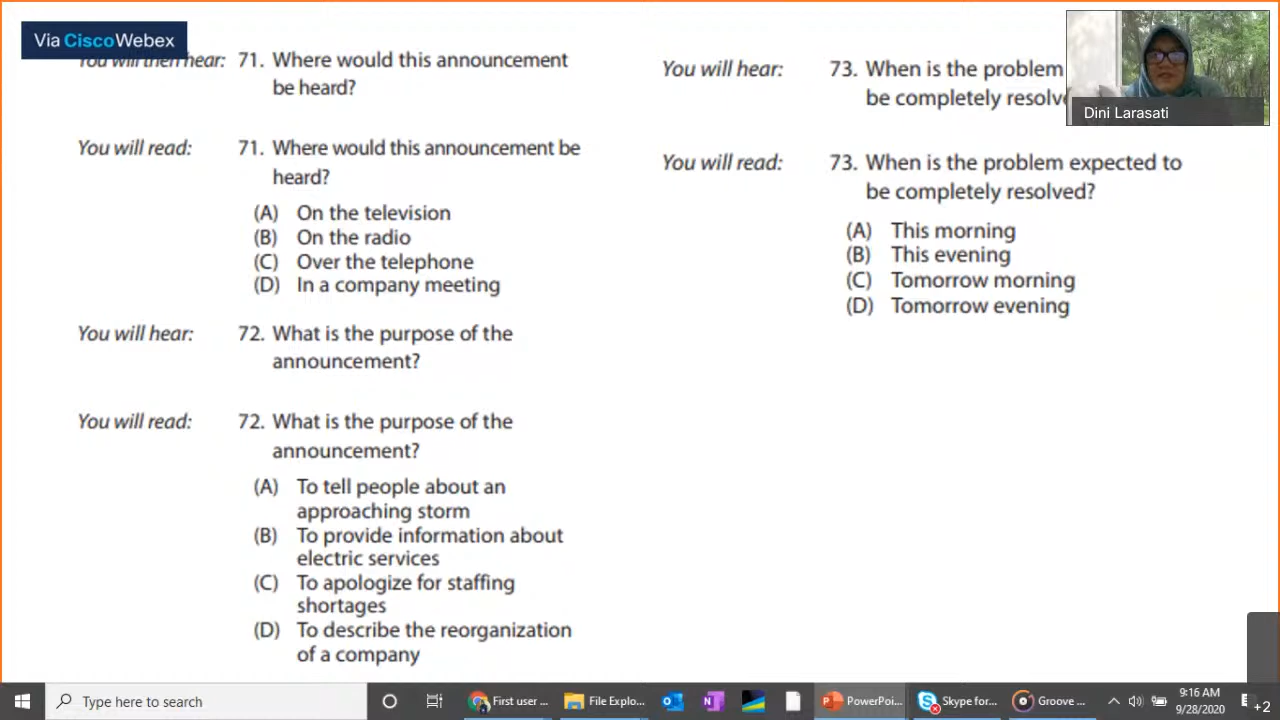 Via Cisco Webex
You will then hear: 71. Where would this announcement
be heard?
You will read: 71. Where would this announcement be
heard?
(A) On the television
(B) On the radio
(C) Over the telephone
(D) In a company meeting
You will hear: 72. What is the purpose of the
announcement?
You will read: 72. What is the purpose of the
announcement?
(A) To tell people about an
approaching storm
(B) To provide information about
electric services
(C) To apologize for staffing
shortages
(D) To describe the reorganization
of a company
You will hear: 73. When is the problem
be completely
You will read: 73. When is the problem expected to
be completely resolved?
(A) This morning
(B) This evening
(C) Tomorrow morning
(D) Tomorrow evening
Dini Larasati
Type here to search
First user ...
File Explo...
PowerPoi...
Skype for...
Groove ...
9:16 AM
9/28/2020
+2